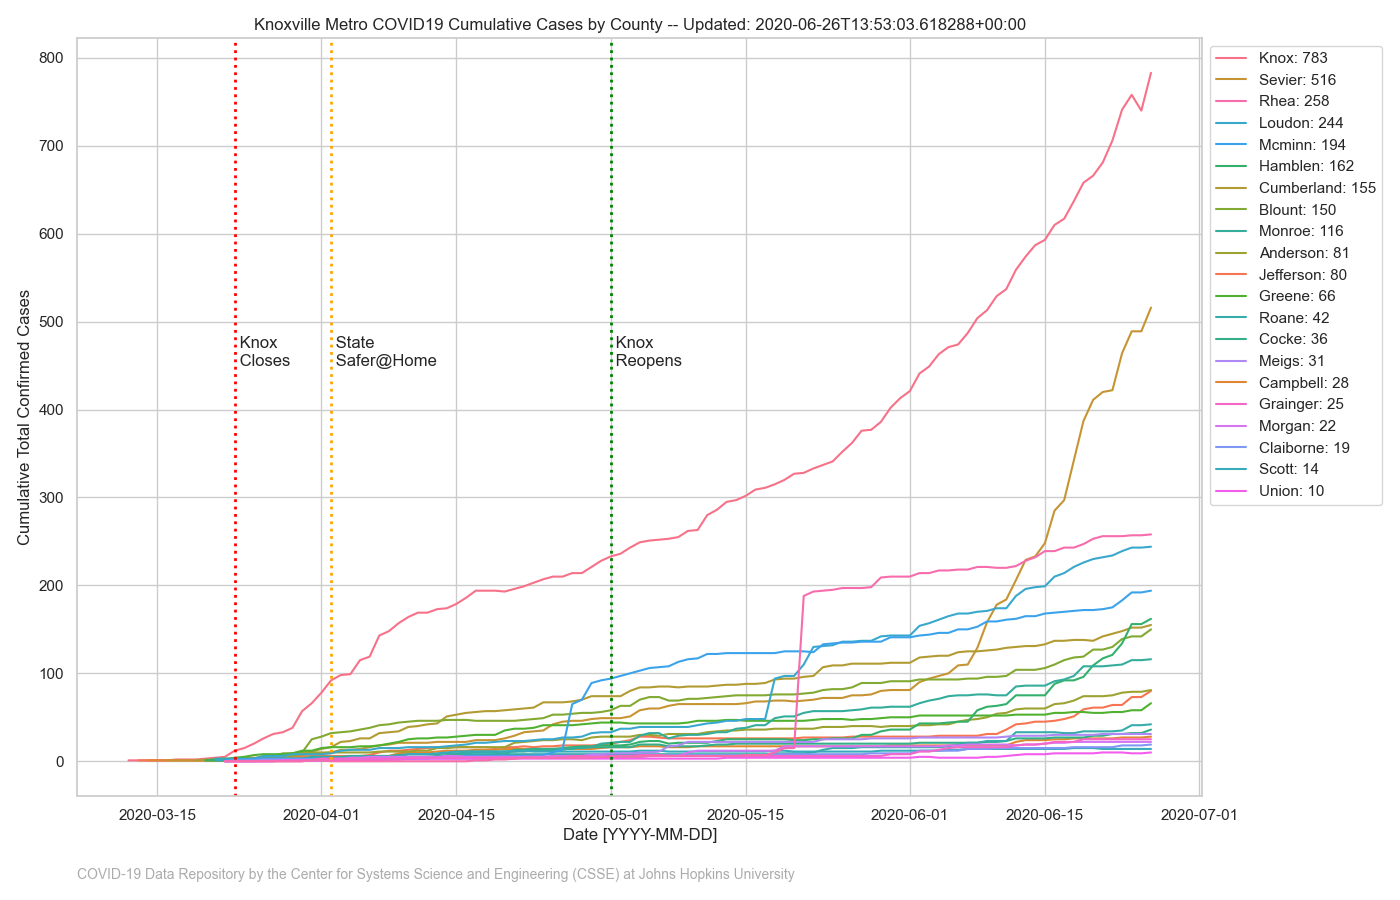 Knoxville Metro COVID19 Cumulative Cases by County -- Updated: 2020-06-26T13:53:03.618288+00:00
800
700
600
500
400
300
200
100
0
Cumulative Total Confirmed Cases
Knox
Closes
State
Safer@Home
Knox
Reopens
Knox: 783
Sevier: 516
Rhea: 258
Loudon: 244
Mcminn: 194
Hamblen: 162
Cumberland: 155
Blount: 150
Monroe: 116
Anderson: 81
Jefferson: 80
Greene: 66
Roane: 42
Cocke: 36
Meigs: 31
Campbell: 28
Grainger: 25
Morgan: 22
Claiborne: 19
Scott: 14
Union: 10
2020-03-15
2020-04-01
2020-04-15
2020-05-01
2020-05-15
2020-06-01
2020-06-15
2020-07-01
Date [YYYY-MM-DD]
COVID-19 Data Repository by the Center for Systems Science and Engineering (CSSE) at Johns Hopkins University